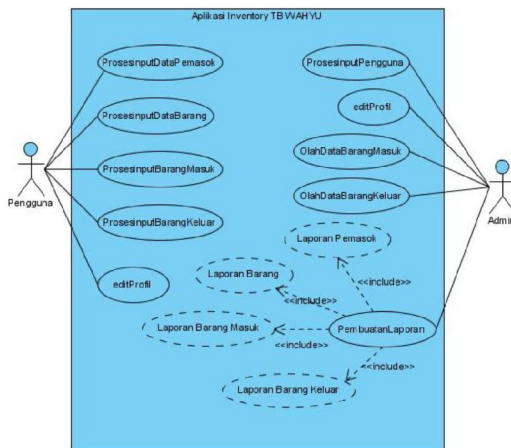 Aplikasi Inventory TB WAHYU
ProsesinputDataPemasok
ProsesinputPengguna
editProfil
ProsesinputDataBarang
OlahDataBarangMasuk
ProsesinputBarangMasuk
Pengguna
OlahDataBarangKeluar
Admin
ProsesinputBarangKeluar
Laporan Pemasok
Laporan Barang
<<include>>
editProfil
<<include>>
Laporan Barang Masuk
PembuatanLaporan
<<include>>
<<include>>
Laporan Barang Keluar